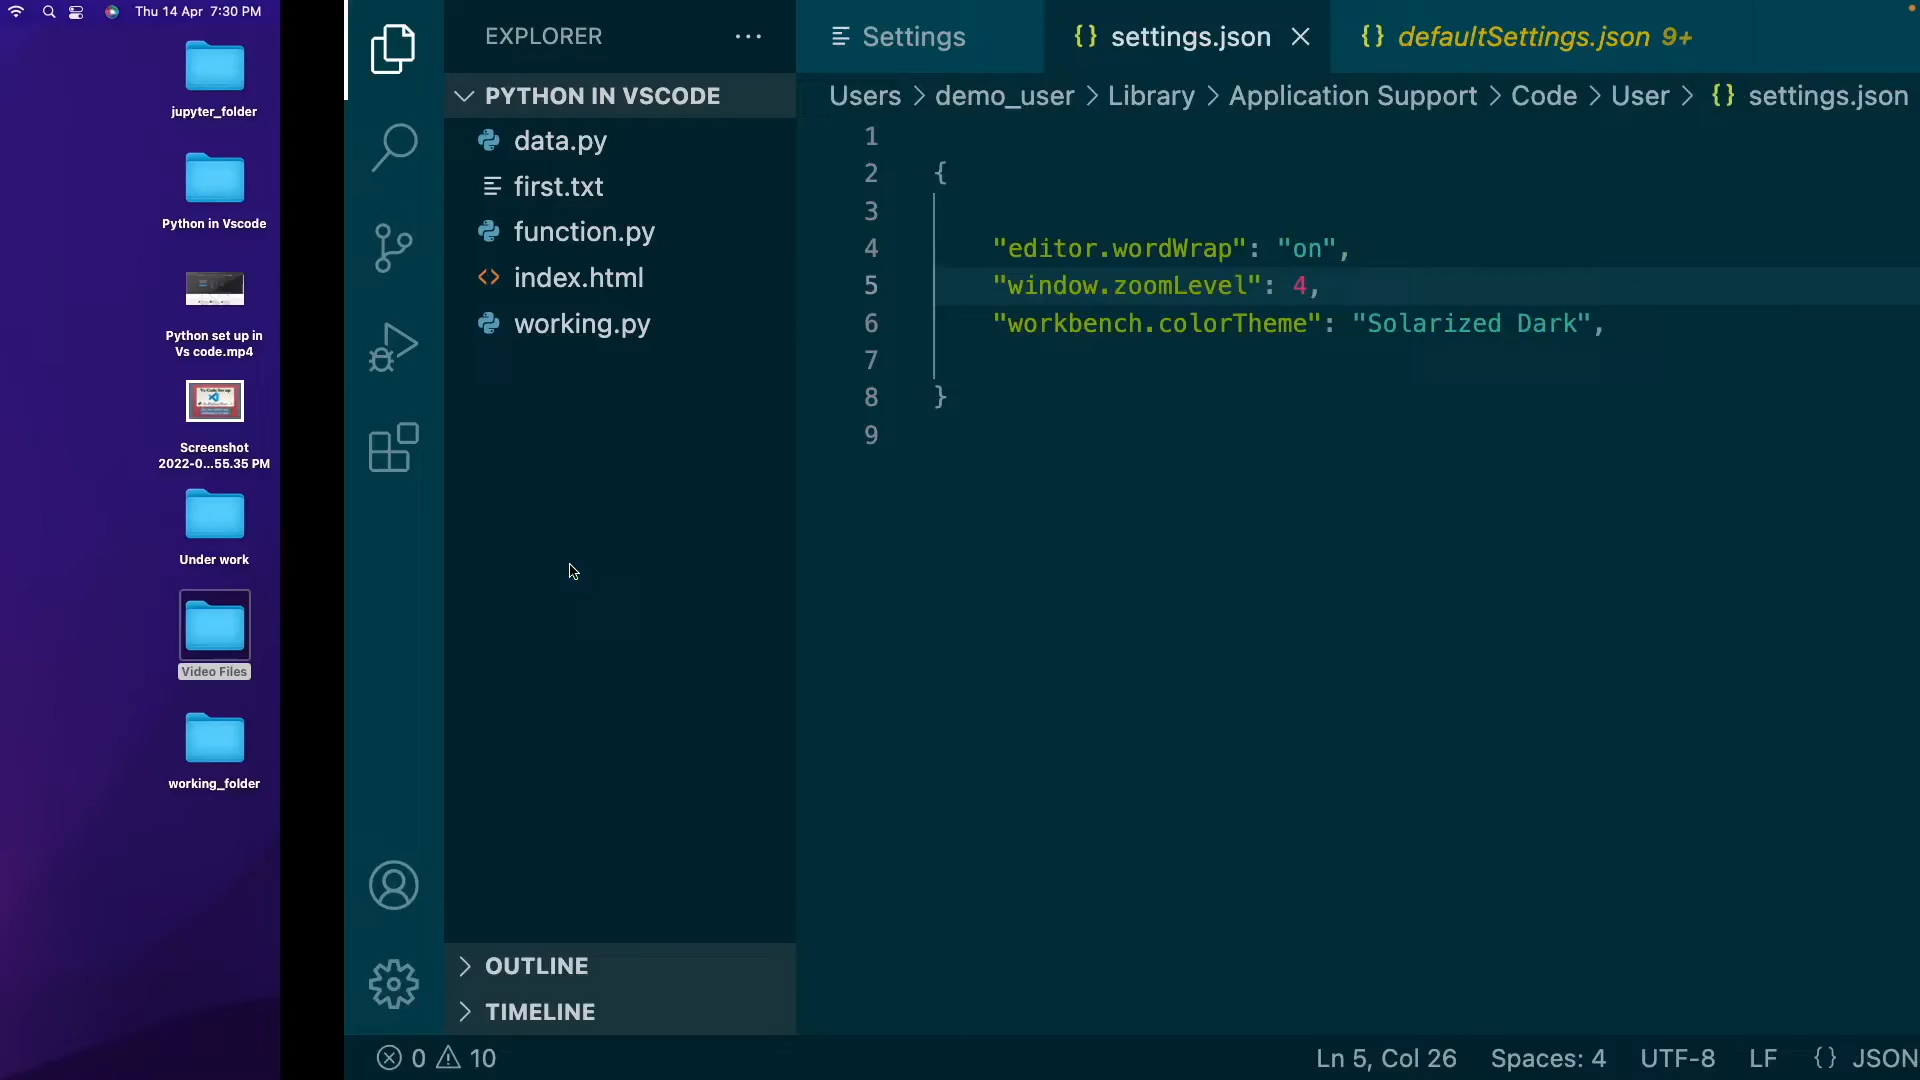 Thu 14 Apr 7:30 PM
jupyter_folder
Python in Vscode
Python set up in
Vs code.mp4
Screenshot
2022-0...55.35 PM
Under work
Video Files
working_folder
EXPLORER
PYTHON IN VSCODE
data.py
first.txt
function.py
index.html
working.py
OUTLINE
TIMELINE
Settings
{} settings.json
{} defaultSettings.json 9+
Users > demo_user > Library > Application Support > Code > User > {} settings.json
1
2 {
3
4 "editor.wordWrap": "on",
5 "window.zoomLevel": 4,
6 "workbench.colorTheme": "Solarized Dark",
7
8 }
9
0 10 Ln 5, Col 26 Spaces: 4 UTF-8 LF {} JSON